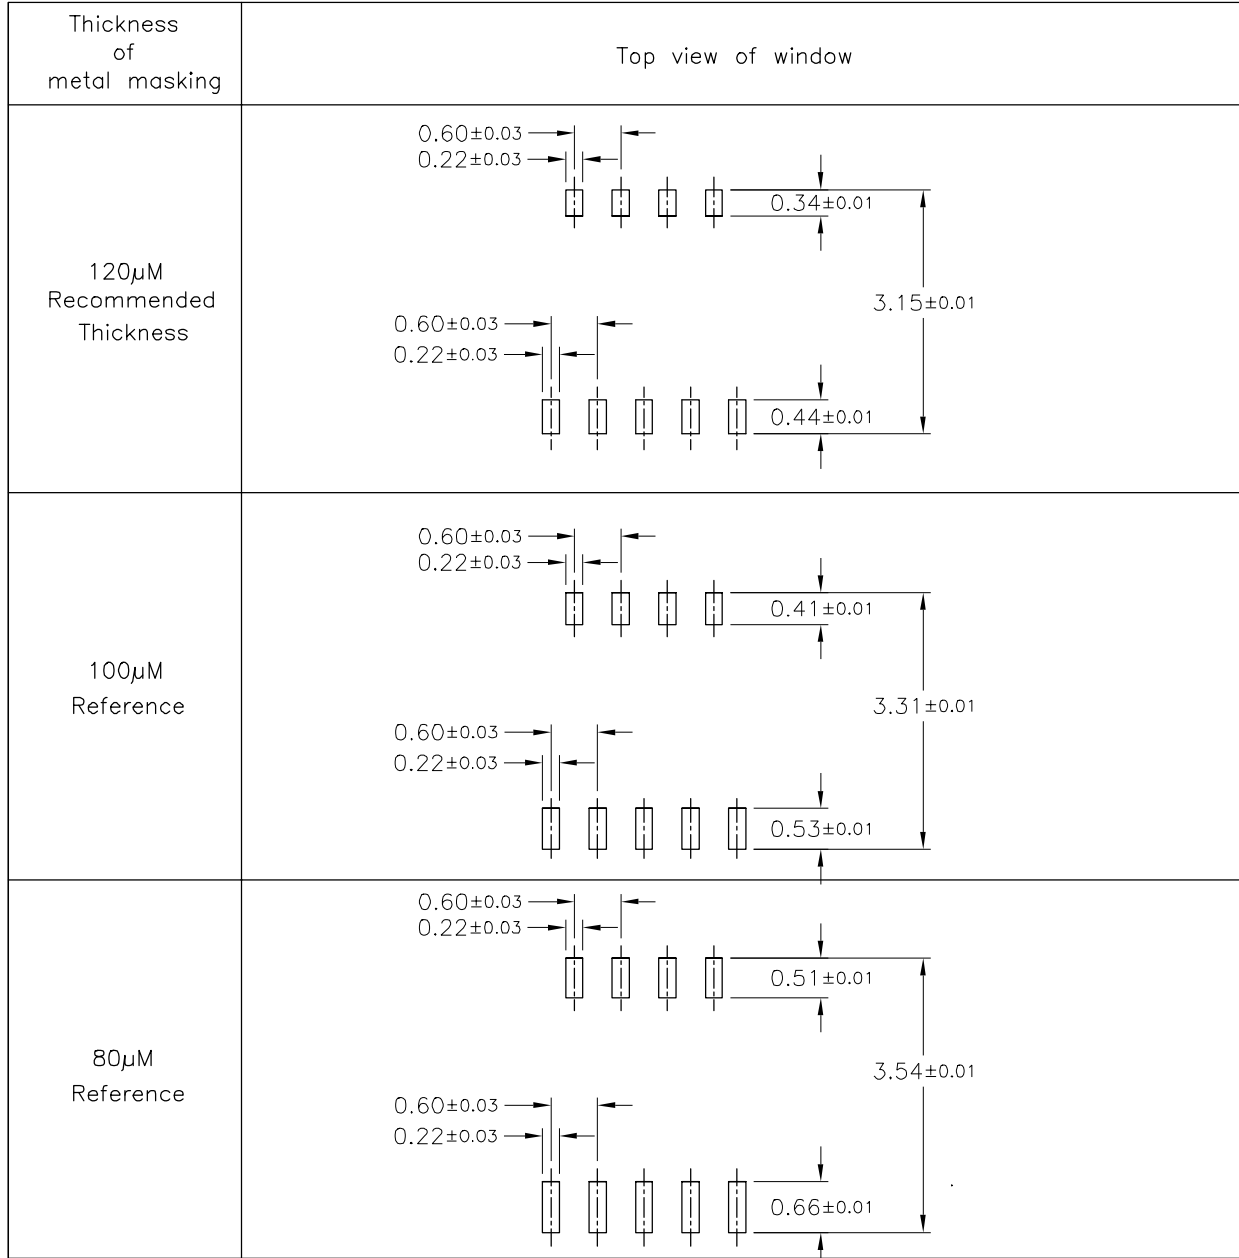 Thickness
of
metal masking
Top view of window
120µM
Recommended
Thickness
0.60±0.03
0.22±0.03
0.34±0.01
3.15±0.01
0.60±0.03
0.22±0.03
0.44±0.01
100µM
Reference
0.60±0.03
0.22±0.03
0.41±0.01
3.31±0.01
0.60±0.03
0.22±0.03
0.53±0.01
80µM
Reference
0.60±0.03
0.22±0.03
0.51±0.01
3.54±0.01
0.60±0.03
0.22±0.03
0.66±0.01